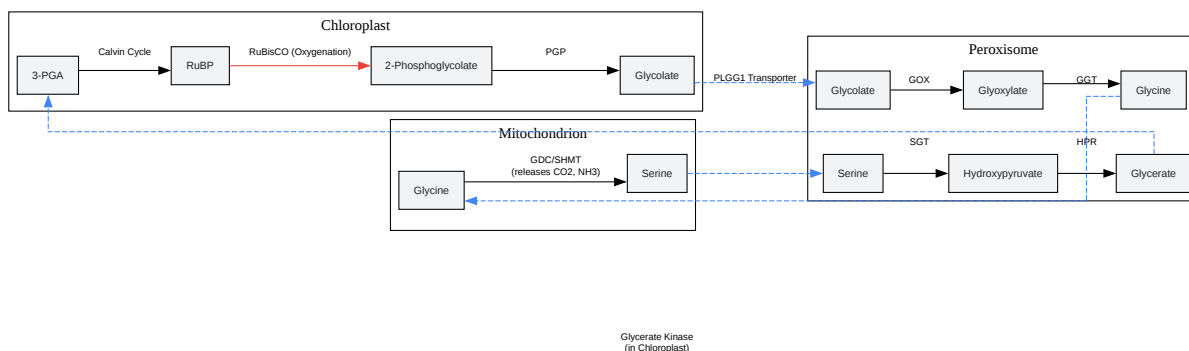 Chloroplast
Calvin Cycle
RuBisCO (Oxygenation)
PGP
3-PGA
RuBP
2-Phosphoglycolate
Glycolate
PLGG1 Transporter
Peroxisome
GOX
GGT
Glycolate
Glyoxylate
Glycine
SGT
HPR
Serine
Hydroxypyruvate
Glycerate
Mitochondrion
GDC/SHMT
(releases CO2, NH3)
Glycine
Serine
Glycerate Kinase
(in Chloroplast)